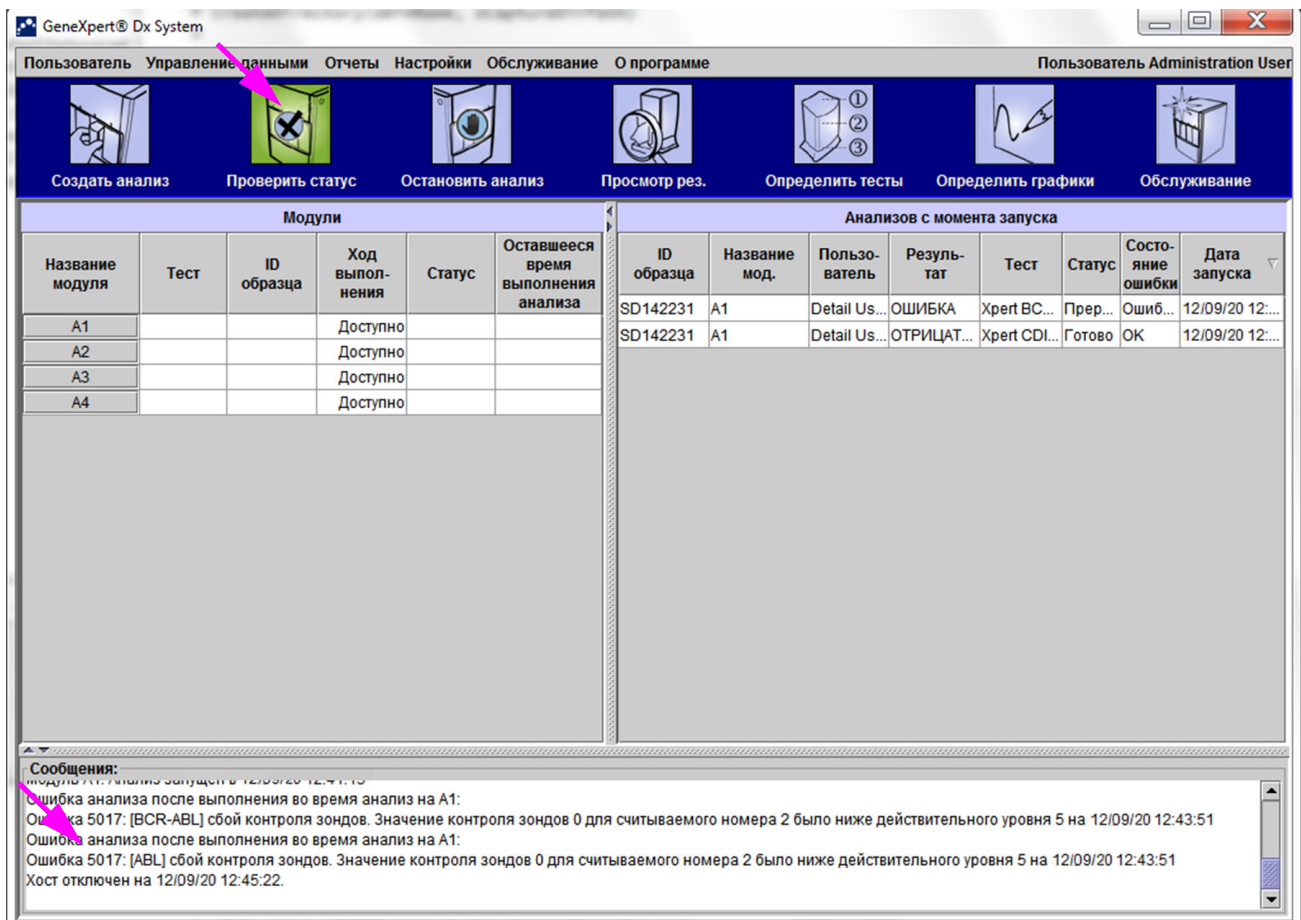 GeneXpert® Dx System
Пользователь Управление данными Отчеты Настройки Обслуживание О программе Пользователь Administration User
① ② ③
Создать анализ Проверить статус Остановить анализ Просмотр рез. Определить тесты Определить графики Обслуживание
Модули
Название модуля Тест ID образца Ход выпол- нения Статус Оставшееся время выполнения анализа
A1 Доступно
A2 Доступно
A3 Доступно
A4 Доступно
Анализов с момента запуска
ID образца Название мод. Пользо- ватель Резуль- тат Тест Статус Состо- яние ошибки Дата запуска
SD142231 A1 Detail Us... ОШИБКА Xpert BC... Прер... Ошиб... 12/09/20 12:...
SD142231 A1 Detail Us... ОТРИЦАТ... Xpert CDI... Готово OK 12/09/20 12:...
Сообщения:
Ошибка анализа после выполнения во время анализ на A1:
Ошибка 5017: [BCR-ABL] сбой контроля зондов. Значение контроля зондов 0 для считываемого номера 2 было ниже действительного уровня 5 на 12/09/20 12:43:51
Ошибка анализа после выполнения во время анализ на A1:
Ошибка 5017: [ABL] сбой контроля зондов. Значение контроля зондов 0 для считываемого номера 2 было ниже действительного уровня 5 на 12/09/20 12:43:51
Хост отключен на 12/09/20 12:45:22.